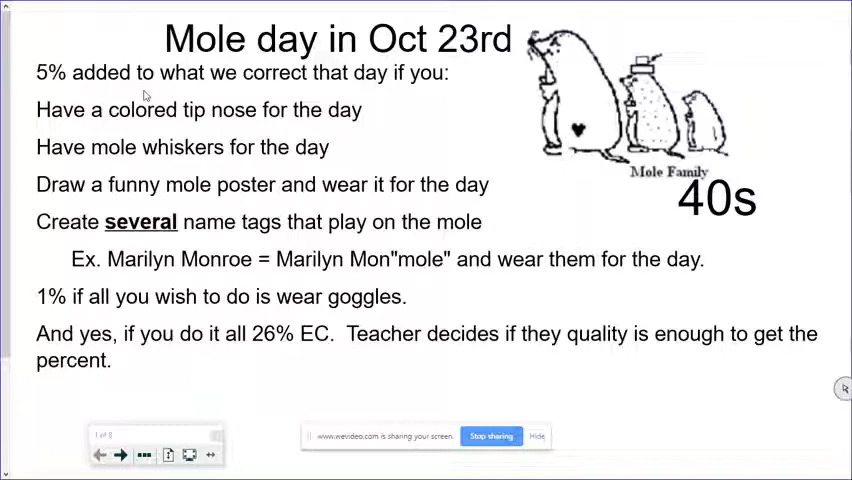 Mole day in Oct 23rd
5% added to what we correct that day if you:
Have a colored tip nose for the day
Have mole whiskers for the day
Draw a funny mole poster and wear it for the day
Create several name tags that play on the mole
Ex. Marilyn Monroe = Marilyn Mon"mole" and wear them for the day.
1% if all you wish to do is wear goggles.
And yes, if you do it all 26% EC. Teacher decides if they quality is enough to get the
percent.
Mole Family
40s
1 of 8
www.wevideo.com is sharing your screen.
Stop sharing
Hide